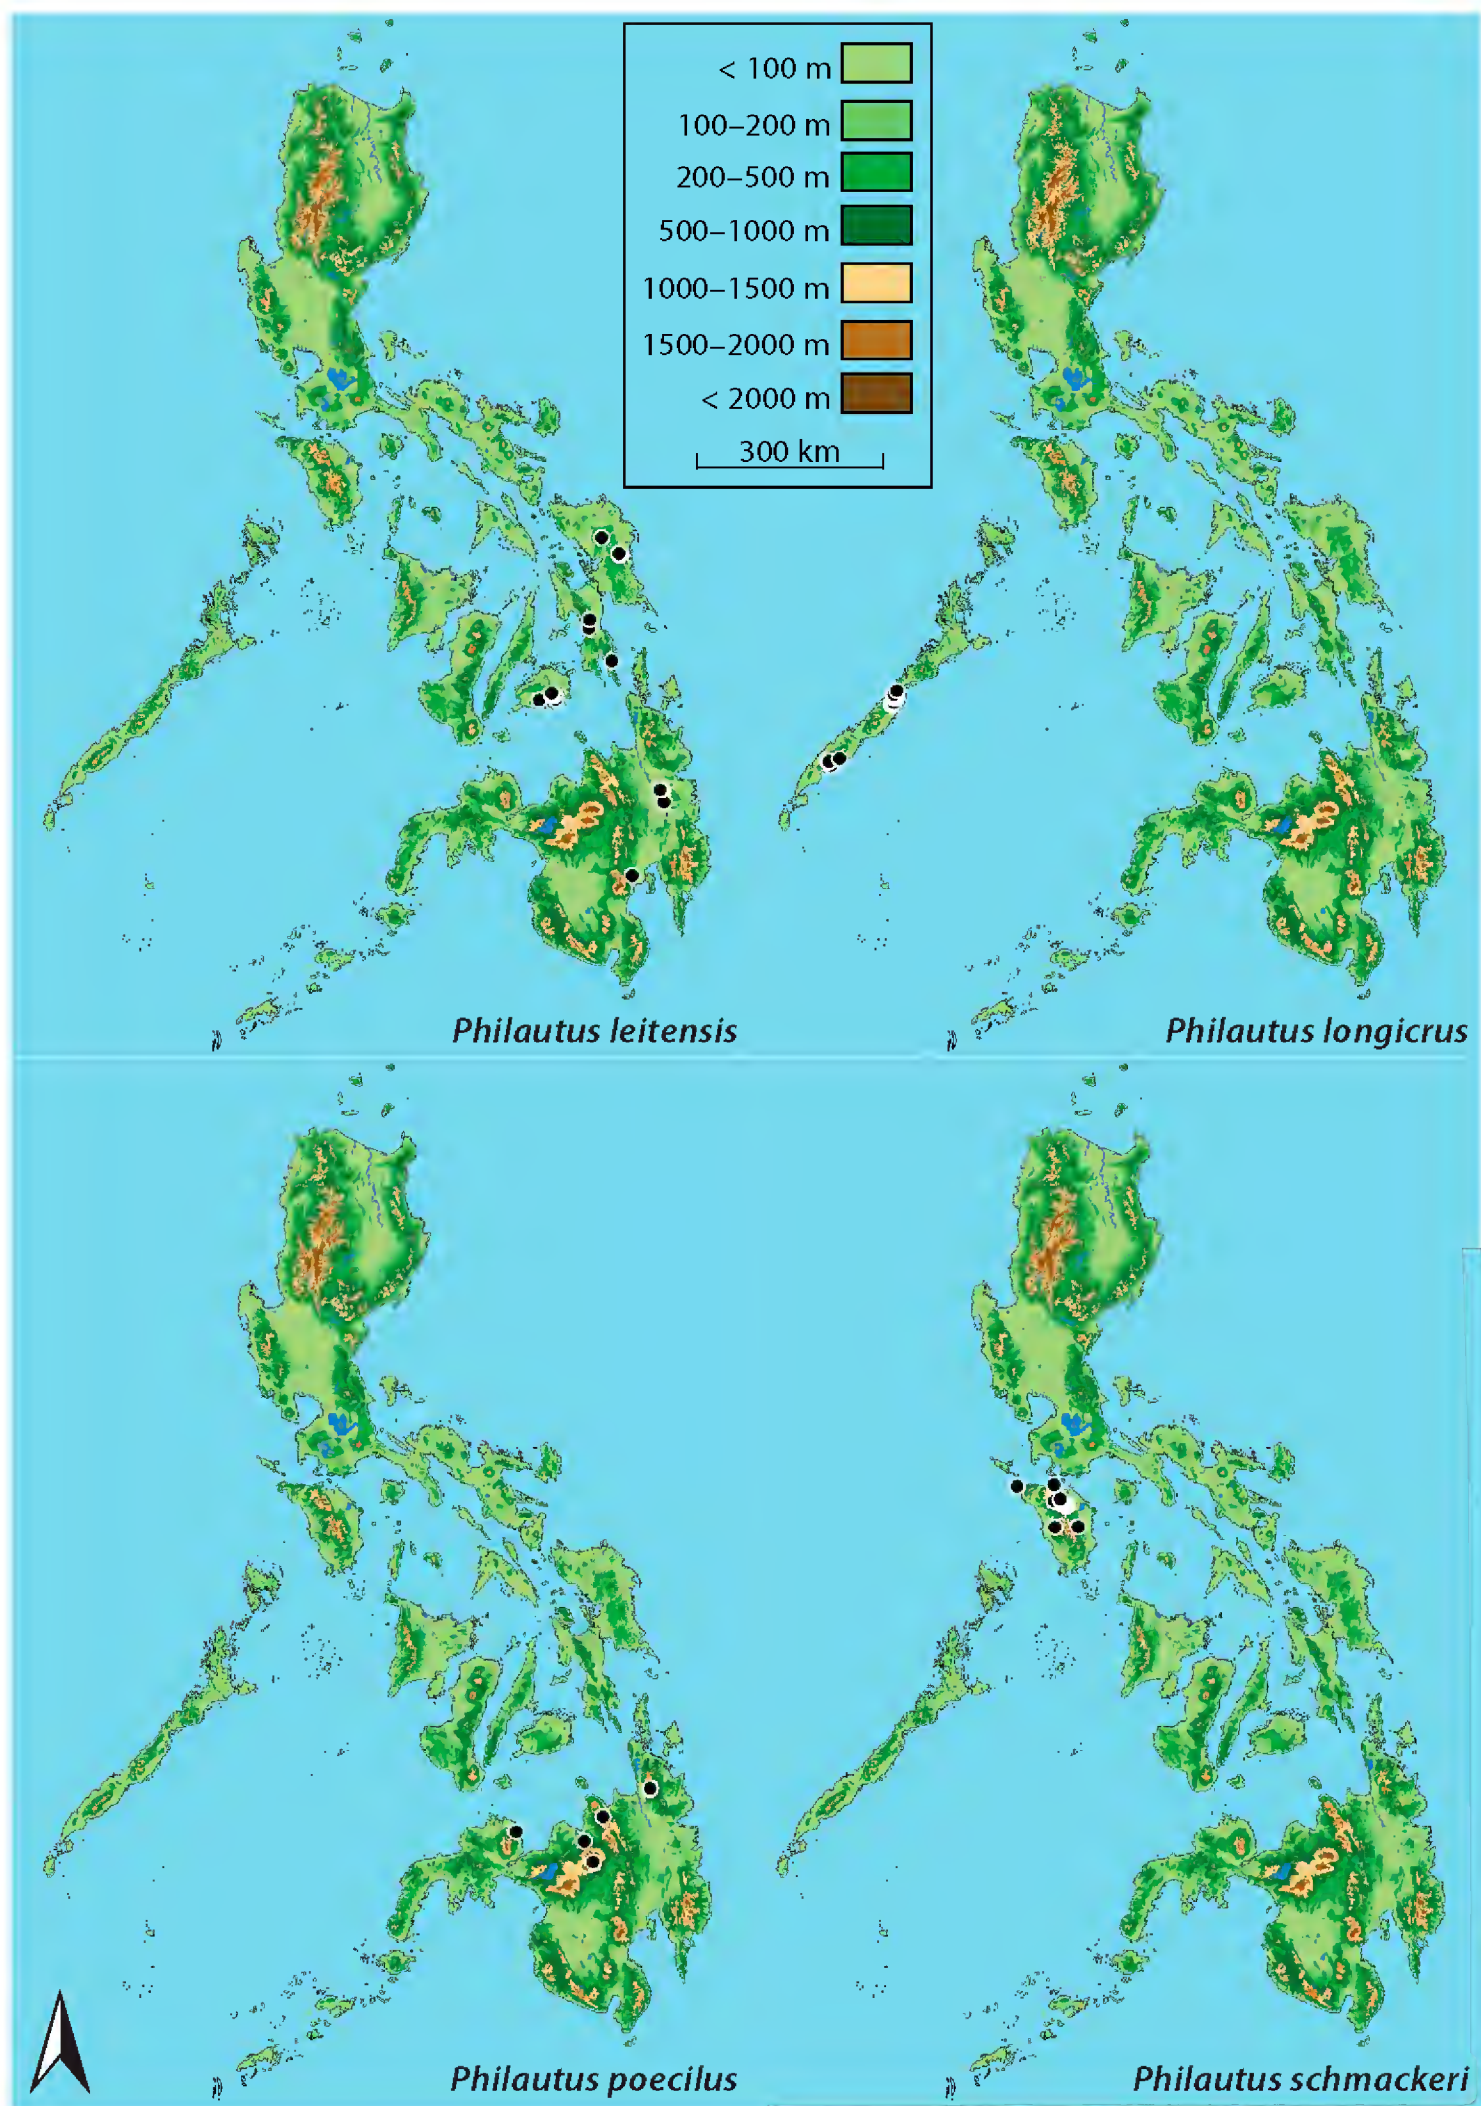 < 100 m
100–200 m
200–500 m
500–1000 m
1000–1500 m
1500–2000 m
< 2000 m
300 km
Philautus leitensis
Philautus longicrus
Philautus poecilus
Philautus schmackeri